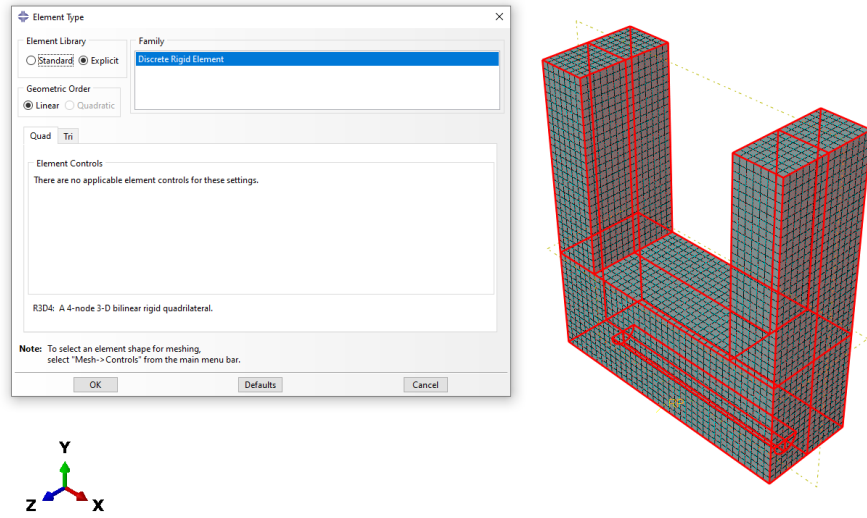 Element Type
Element Library
Standard Explicit
Geometric Order
Linear Quadratic
Family
Discrete Rigid Element
Quad Tri
Element Controls
There are no applicable element controls for these settings.
R3D4: A 4-node 3-D bilinear rigid quadrilateral.
Note: To select an element shape for meshing,
select "Mesh->Controls" from the main menu bar.
OK Defaults Cancel
Y
Z X